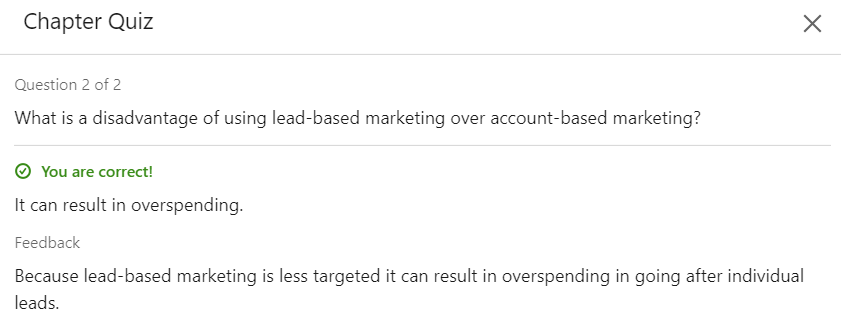 Chapter Quiz
Question 2 of 2
What is a disadvantage of using lead-based marketing over account-based marketing?
You are correct!
It can result in overspending.
Feedback
Because lead-based marketing is less targeted it can result in overspending in going after individual
leads.